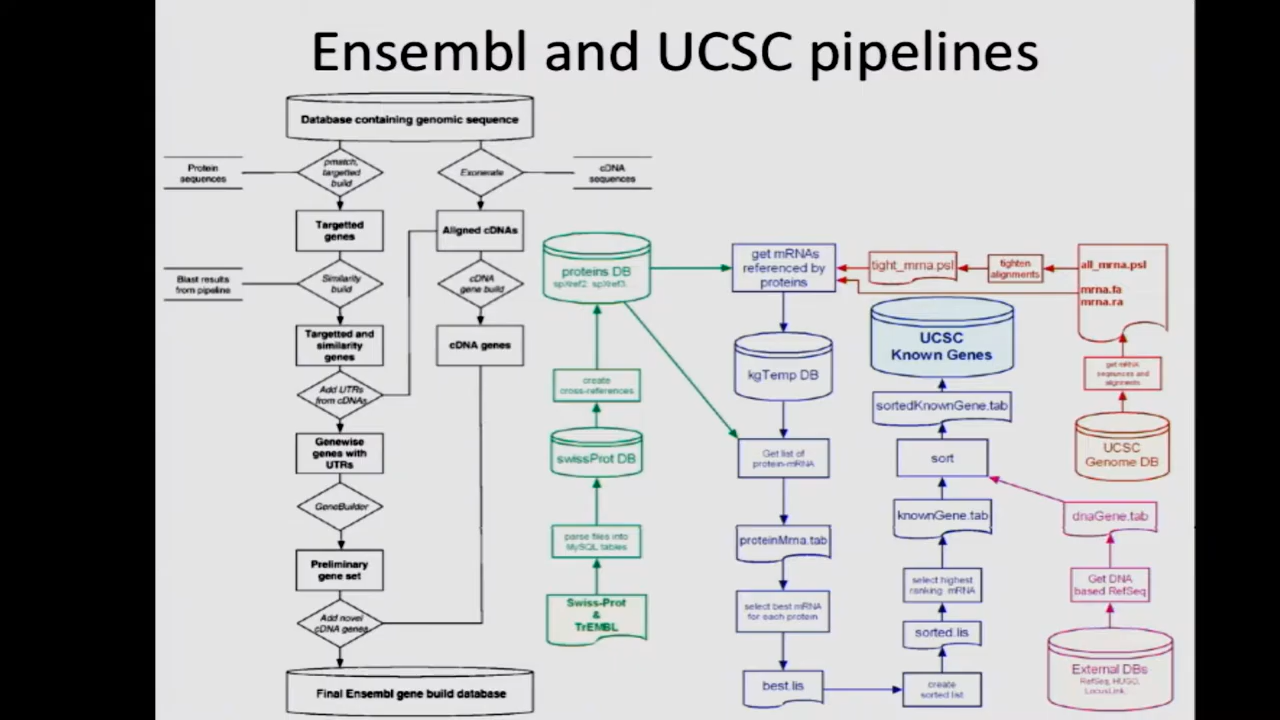 Ensembl and UCSC pipelines
Database containing genomic sequence
Protein
sequences
pmatch,
targetted
build
Exonerate
cDNA
sequences
Targetted
genes
Aligned cDNAs
Blast results
from pipeline
Similarity
build
cDNA
gene build
Targetted and
similarity
genes
cDNA genes
Add UTRs
from cDNAs
Genewise
genes with
UTRs
GeneBuilder
Preliminary
gene set
Add novel
cDNA genes
Final Ensembl gene build database
proteins DB
create
cross-references
swissProt DB
parse files into
MySQL tables
Swiss-Prot
&
TrEMBL
get mRNAs
referenced by
proteins
kgTemp DB
Get list of
protein-mRNA
proteinMrna.tab
select best mRNA
for each protein
best.lis
tight_mrna.psl
tighten
alignments
all_mrna.psl
mrna.fa
mrna.ra
UCSC
Known Genes
sortedKnownGene.tab
sort
knownGene.tab
select highest
ranking mRNA
sorted.lis
create
sorted list
get mRNA
sequences and
alignments
UCSC
Genome DB
dnaGene.tab
Get DNA
based RefSeq
External DBs
RefSeq, HUGO,
LocusLink,